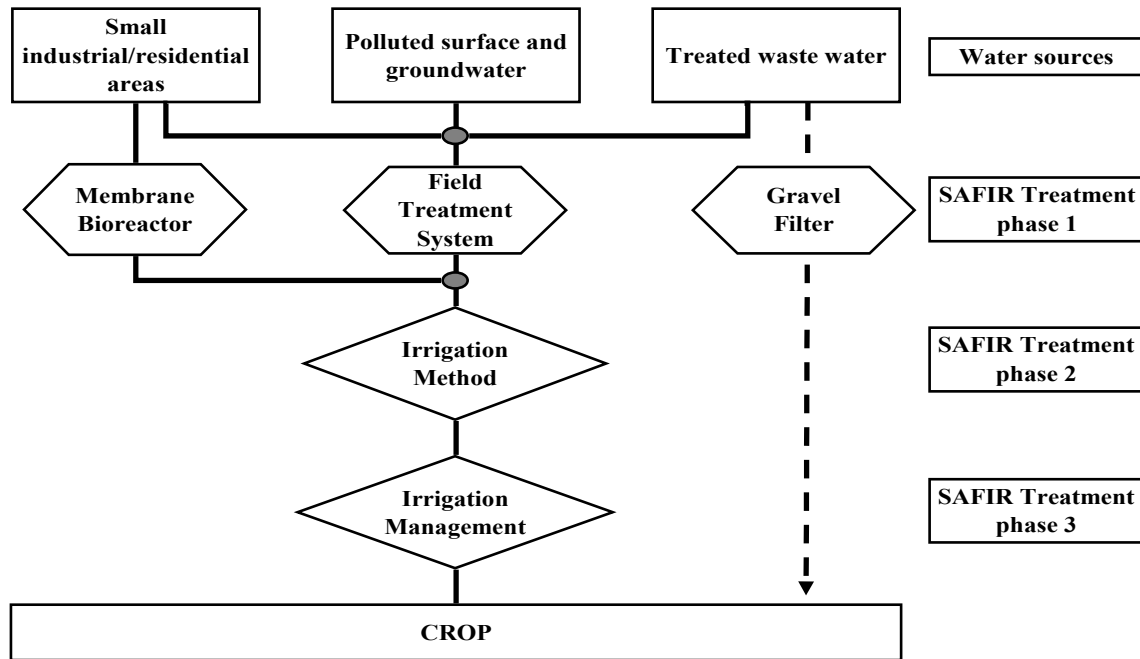 Small
industrial/residential
areas
Polluted surface and
groundwater
Treated waste water
Water sources
Membrane
Bioreactor
Field
Treatment
System
Gravel
Filter
SAFIR Treatment
phase 1
Irrigation
Method
SAFIR Treatment
phase 2
Irrigation
Management
SAFIR Treatment
phase 3
CROP